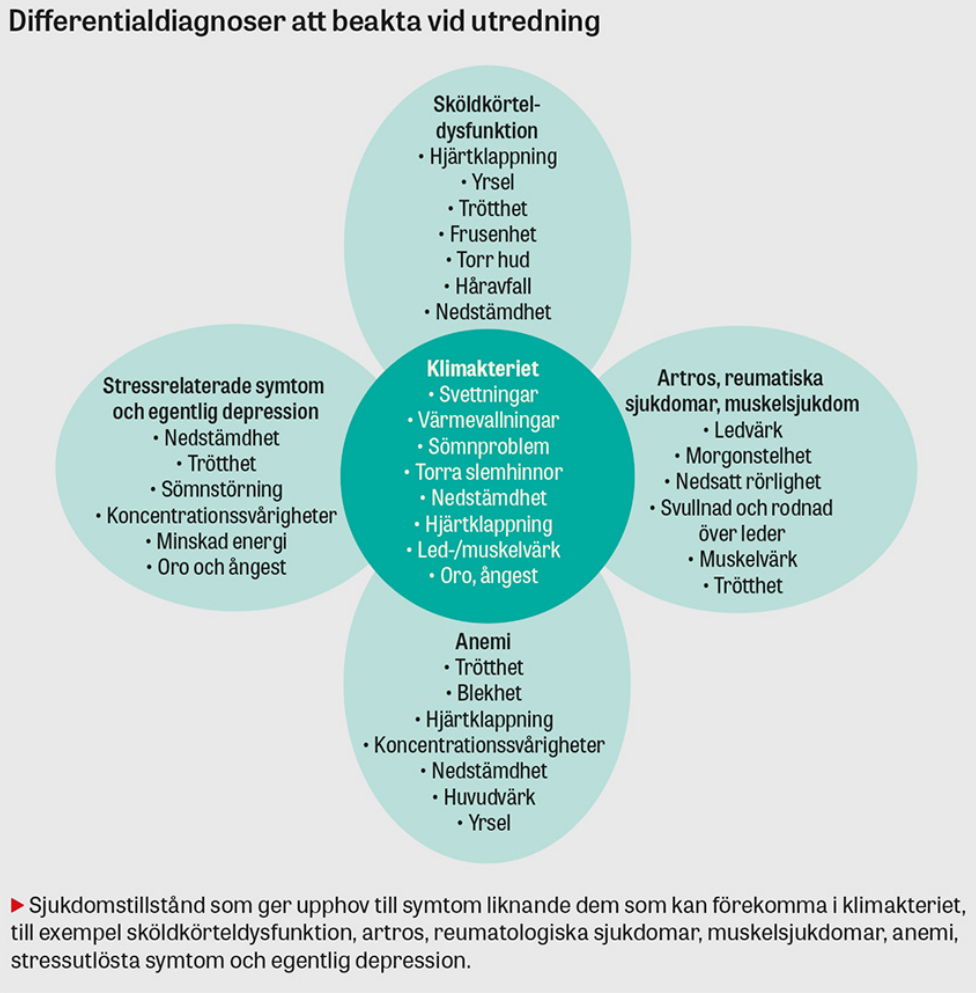 Differentialdiagnoser att beakta vid utredning
Sköldkörtel-
dysfunktion
• Hjärtklappning
• Yrsel
• Trötthet
• Frusenhet
• Torr hud
• Håravfall
• Nedstämdhet
Stressrelaterade symtom
och egentlig depression
• Nedstämdhet
• Trötthet
• Sömnstörning
• Koncentrationssvårigheter
• Minskad energi
• Oro och ångest
Klimakteriet
• Svettningar
• Värmevallningar
• Sömnproblem
• Torra slemhinnor
• Nedstämdhet
• Hjärtklappning
• Led-/muskelvärk
• Oro, ångest
Artros, reumatiska
sjukdomar, muskelsjukdom
• Ledvärk
• Morgonstelhet
• Nedsatt rörlighet
• Svullnad och rodnad
över leder
• Muskelvärk
• Trötthet
Anemi
• Trötthet
• Blekhet
• Hjärtklappning
• Koncentrationssvårigheter
• Nedstämdhet
• Huvudvärk
• Yrsel
▶ Sjukdomstillstånd som ger upphov till symtom liknande dem som kan förekomma i klimakteriet,
till exempel sköldkörteldysfunktion, artros, reumatologiska sjukdomar, muskelsjukdomar, anemi,
stressutlösta symtom och egentlig depression.